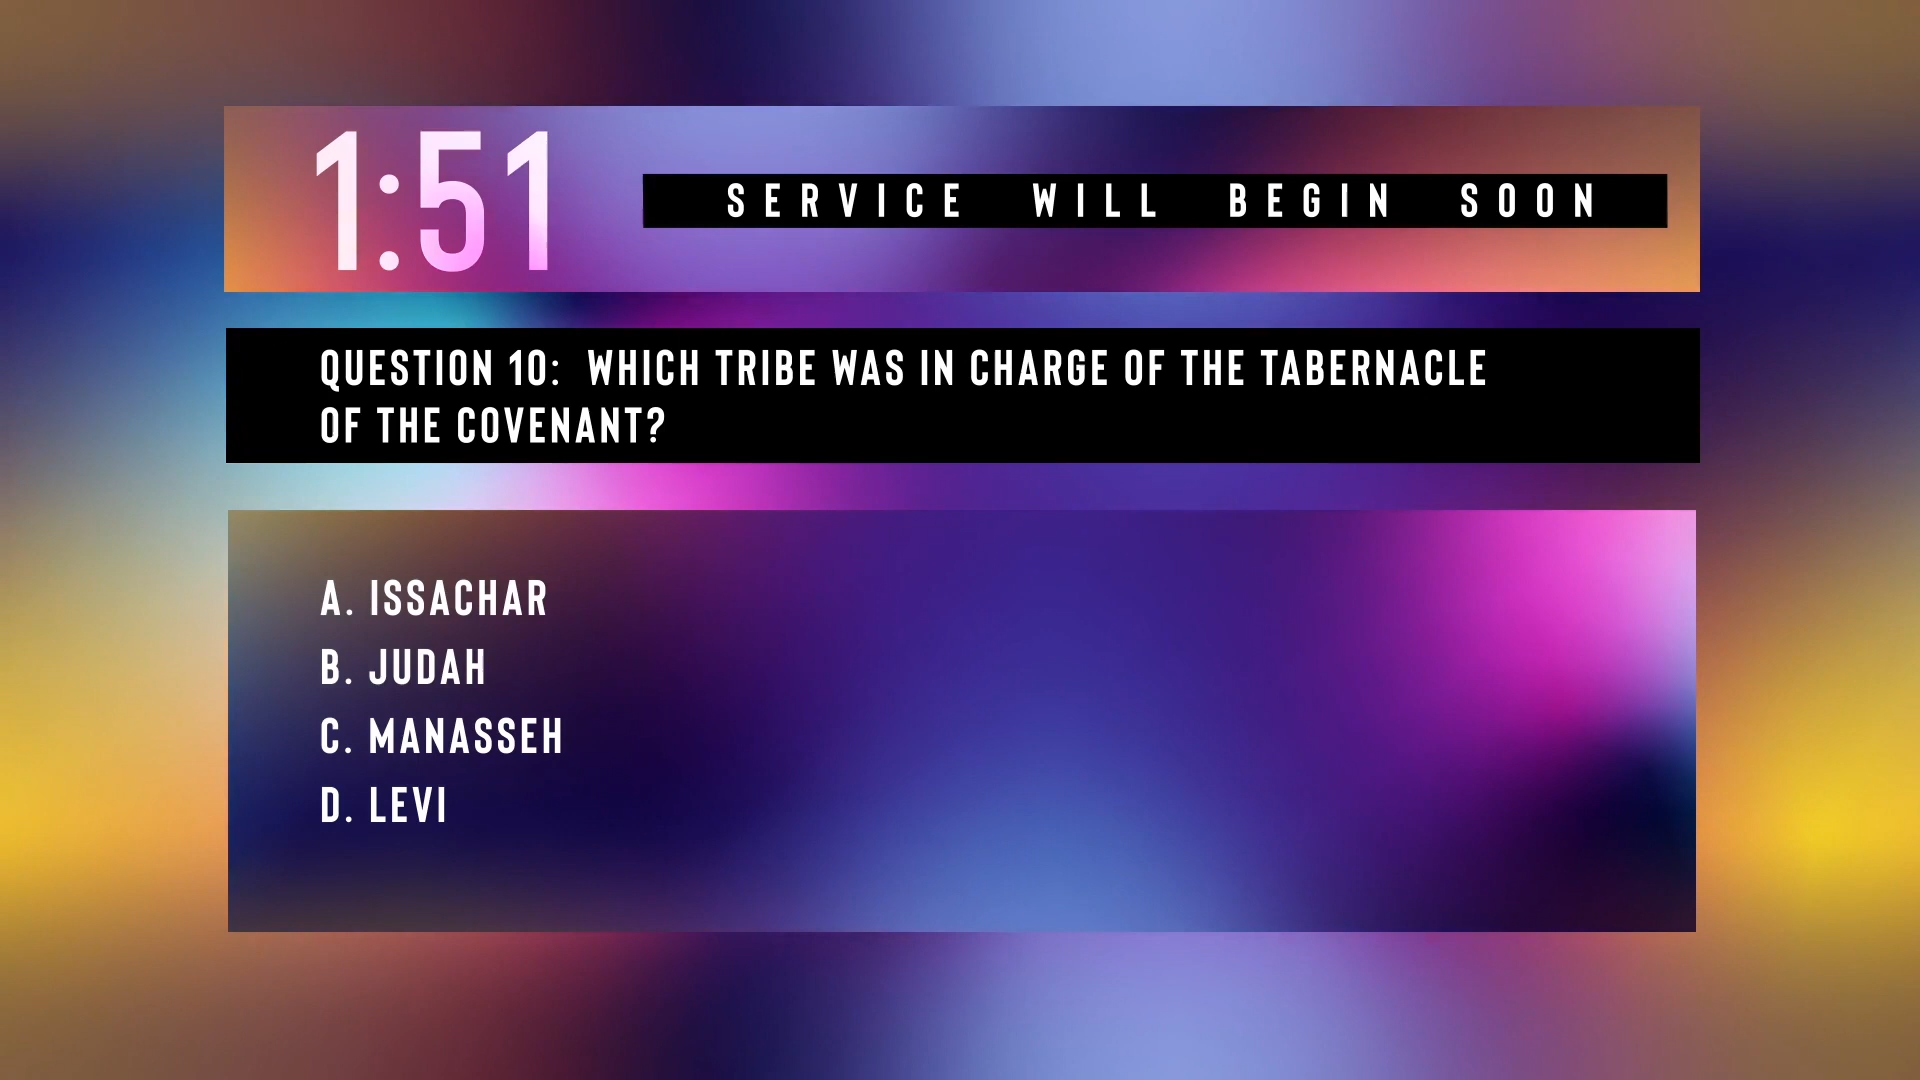 1:51
SERVICE WILL BEGIN SOON
QUESTION 10: WHICH TRIBE WAS IN CHARGE OF THE TABERNACLE
OF THE COVENANT?
A. ISSACHAR
B. JUDAH
C. MANASSEH
D. LEVI